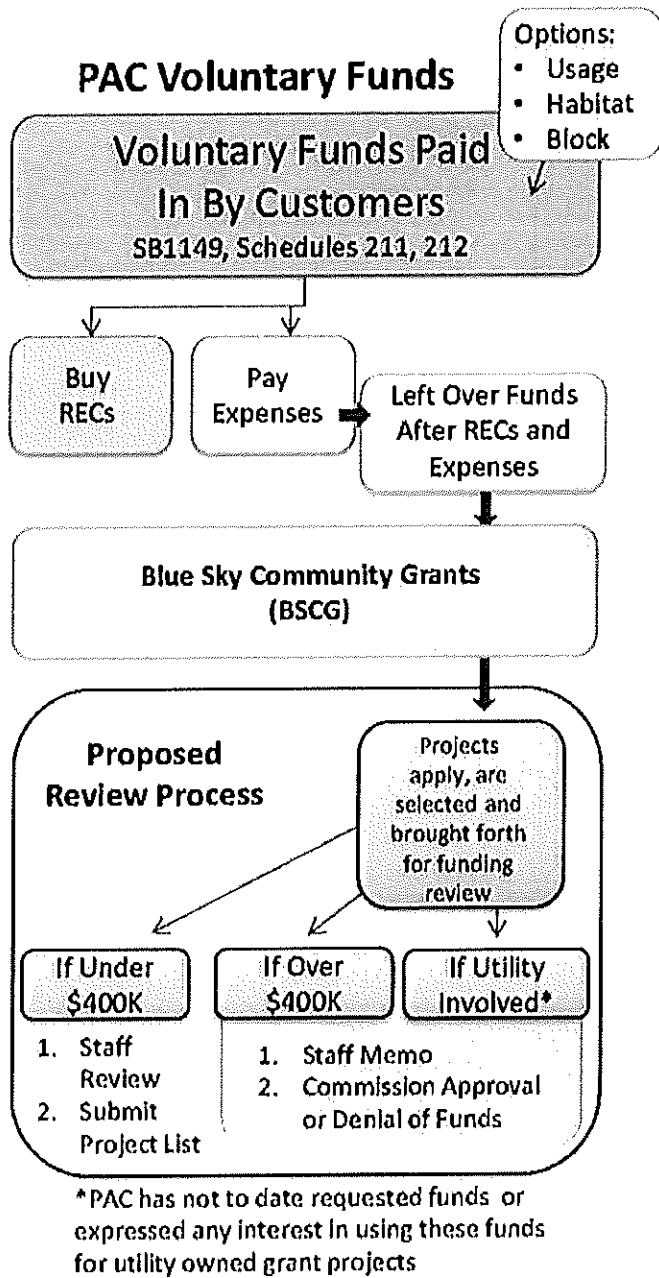 PAC Voluntary Funds
Options:
• Usage
• Habitat
• Block
Voluntary Funds Paid
In By Customers
SB1149, Schedules 211, 212
Buy
RECs
Pay
Expenses
Left Over Funds
After RECs and
Expenses
Blue Sky Community Grants
(BSCG)
Proposed
Review Process
Projects
apply, are
selected and
brought forth
for funding
review
If Under
$400K
If Over
$400K
If Utility
Involved*
1. Staff
Review
2. Submit
Project List
1. Staff Memo
2. Commission Approval
or Denial of Funds
*PAC has not to date requested funds or
expressed any interest in using these funds
for utility owned grant projects